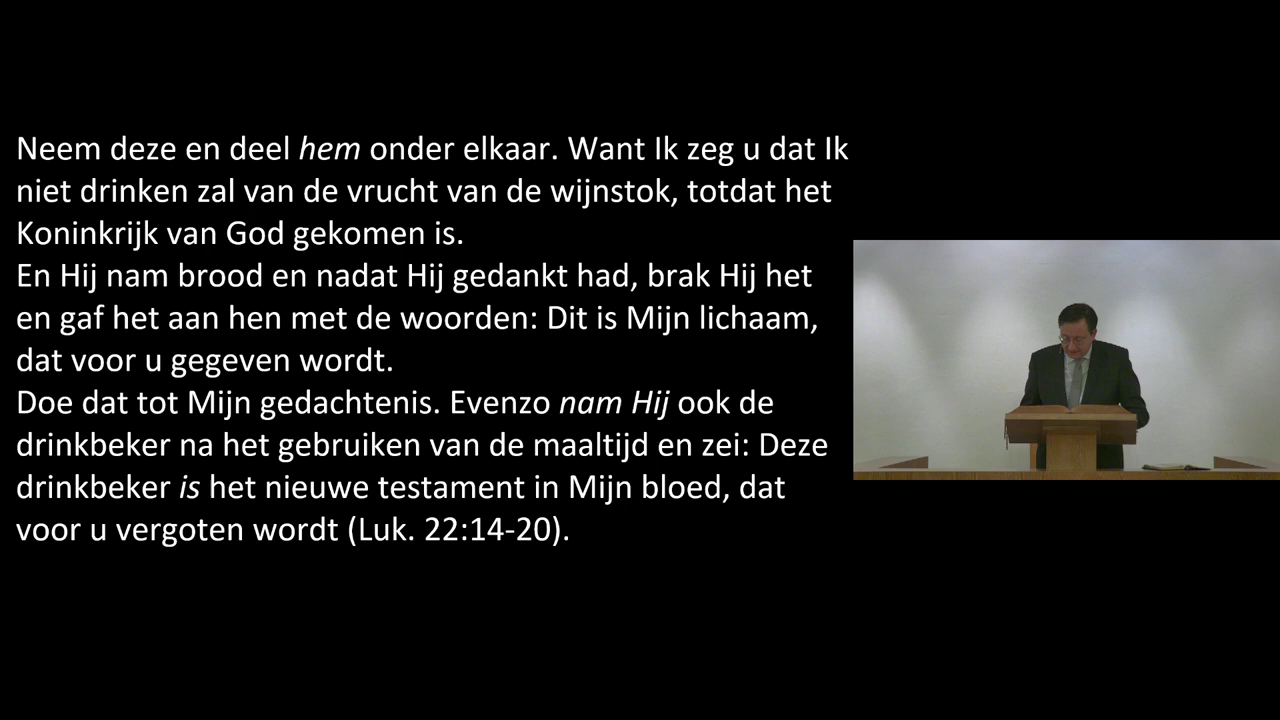 Neem deze en deel hem onder elkaar. Want Ik zeg u dat Ik
niet drinken zal van de vrucht van de wijnstok, totdat het
Koninkrijk van God gekomen is.
En Hij nam brood en nadat Hij gedankt had, brak Hij het
en gaf het aan hen met de woorden: Dit is Mijn lichaam,
dat voor u gegeven wordt.
Doe dat tot Mijn gedachtenis. Evenzo nam Hij ook de
drinkbeker na het gebruiken van de maaltijd en zei: Deze
drinkbeker is het nieuwe testament in Mijn bloed, dat
voor u vergoten wordt (Luk. 22:14-20).